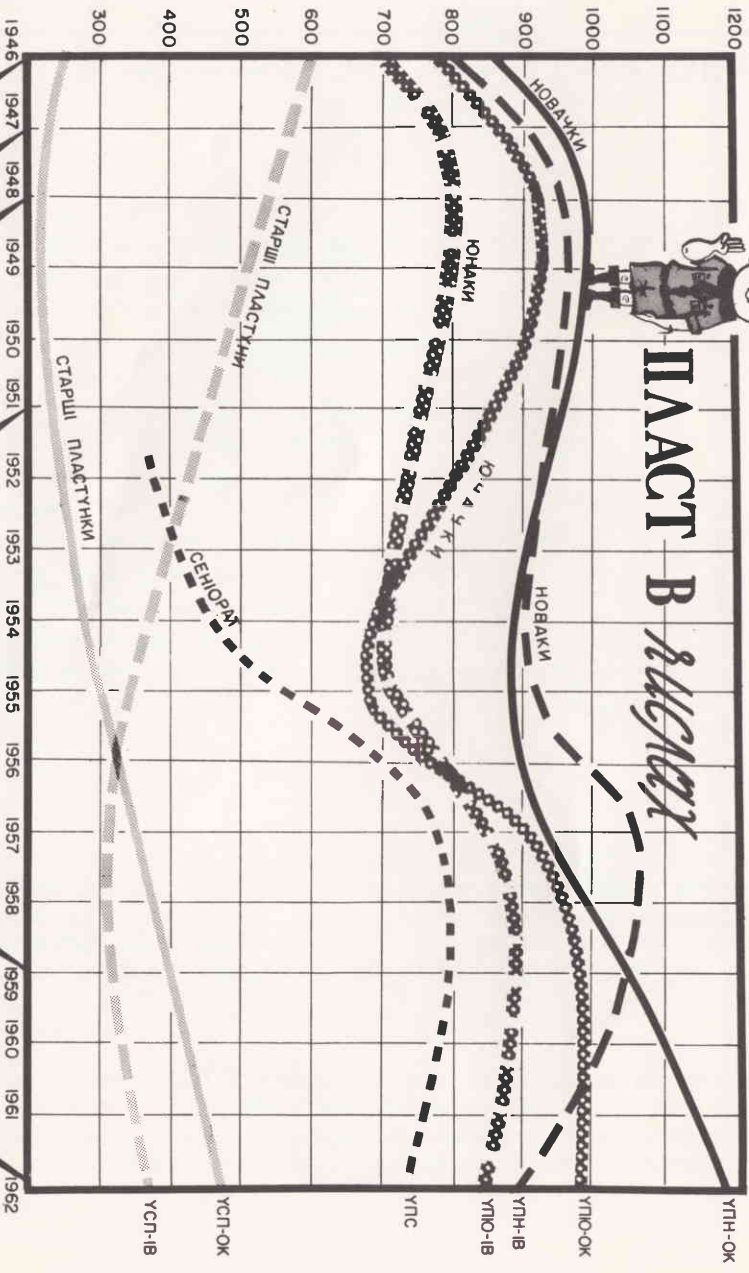 ПЛАСТ В ЧИСЛАХ
1200
1100
1000
900
800
700
600
500
400
300
НОВАЧКИ
НОВАКИ
ЮНАКИ
ЮНАЧКИ
СТАРШІ ПЛАСТУНИ
СЕНІОРАТ
СТАРШІ ПЛАСТУНКИ
УПН-ОК
УПЮ-ОК
УПН-ІВ
УПЮ-ІВ
УПС
УСП-ОК
УСП-ІВ
1946 1947 1948 1949 1950 1951 1952 1953 1954 1955 1956 1957 1958 1959 1960 1961 1962